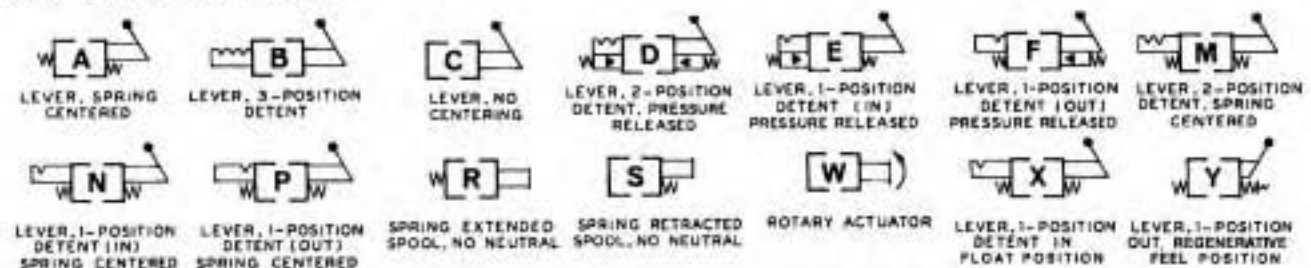 A
LEVER, SPRING
CENTERED
B
LEVER, 3-POSITION
DETENT
C
LEVER, NO
CENTERING
D
LEVER, 2-POSITION
DETENT, PRESSURE
RELEASED
E
LEVER, 1-POSITION
DETENT (IN)
PRESSURE RELEASED
F
LEVER, 1-POSITION
DETENT (OUT)
PRESSURE RELEASED
M
LEVER, 2-POSITION
DETENT, SPRING
CENTERED
N
LEVER, 1-POSITION
DETENT (IN)
SPRING CENTERED
P
LEVER, 1-POSITION
DETENT (OUT)
SPRING CENTERED
R
SPRING EXTENDED
SPOOL, NO NEUTRAL
S
SPRING RETRACTED
SPOOL, NO NEUTRAL
W
ROTARY ACTUATOR
X
LEVER, 1-POSITION
DETENT IN
FLOAT POSITION
Y
LEVER, 1-POSITION
OUT, REGENERATIVE
FEEL POSITION